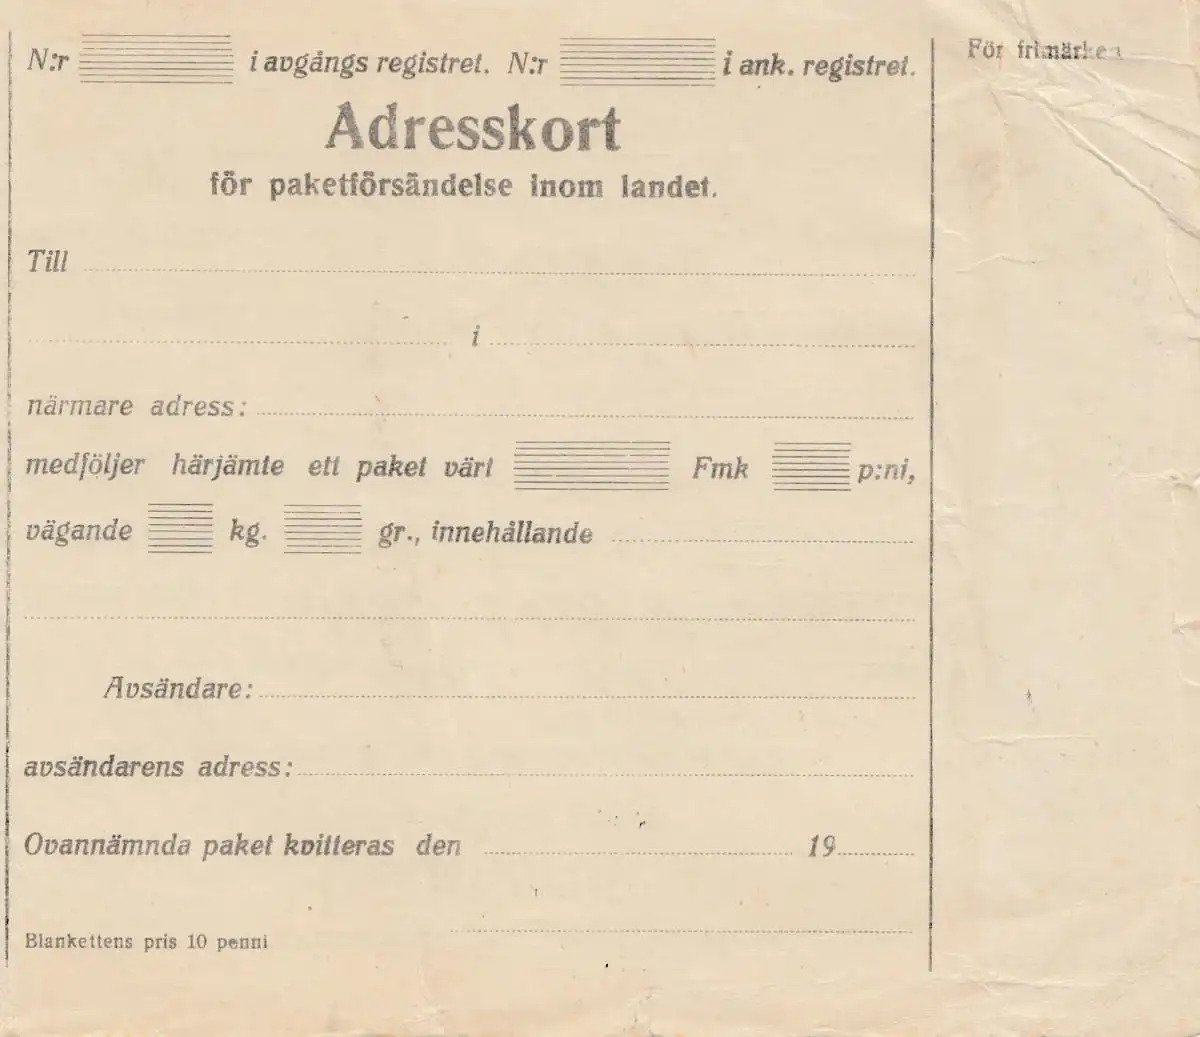 N:r i avgångs registret. N:r i ank. registret.
För frimärken
Adresskort
för paketförsändelse inom landet.
Till
i
närmare adress:
medföljer härjämte ett paket värt Fmk p:ni,
vägande kg. gr., innehållande
Avsändare:
avsändarens adress:
Ovannämnda paket kvitteras den 19
Blankettens pris 10 penni